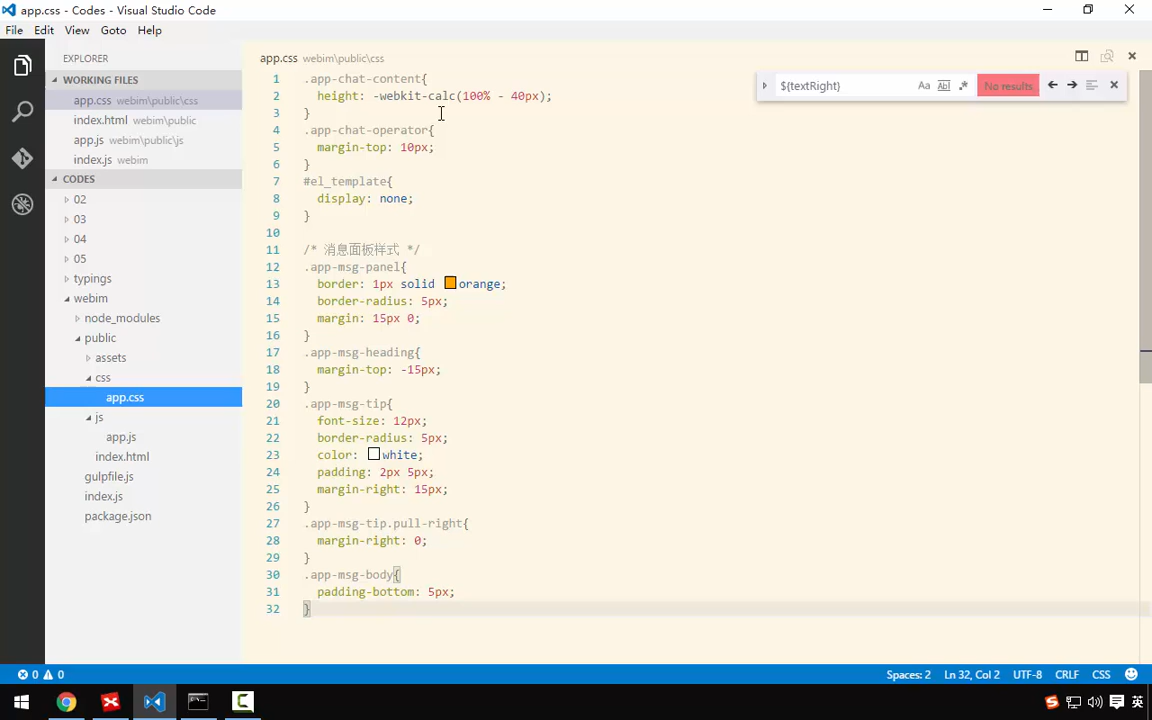 app.css - Codes - Visual Studio Code
File Edit View Goto Help
EXPLORER
WORKING FILES
app.css webim\public\css
index.html webim\public
app.js webim\public\js
index.js webim
CODES
02
03
04
05
typings
webim
node_modules
public
assets
css
app.css
js
app.js
index.html
gulpfile.js
index.js
package.json
app.css webim\public\css
${textRight}
Aa
Ab|
.*
No results
1 .app-chat-content{
2 height: -webkit-calc(100% - 40px);
3 }
4 .app-chat-operator{
5 margin-top: 10px;
6 }
7 #el_template{
8 display: none;
9 }
10
11 /* 消息面板样式 */
12 .app-msg-panel{
13 border: 1px solid orange;
14 border-radius: 5px;
15 margin: 15px 0;
16 }
17 .app-msg-heading{
18 margin-top: -15px;
19 }
20 .app-msg-tip{
21 font-size: 12px;
22 border-radius: 5px;
23 color: white;
24 padding: 2px 5px;
25 margin-right: 15px;
26 }
27 .app-msg-tip.pull-right{
28 margin-right: 0;
29 }
30 .app-msg-body{
31 padding-bottom: 5px;
32 }
0 0
Spaces: 2 Ln 32, Col 2 UTF-8 CRLF CSS
英